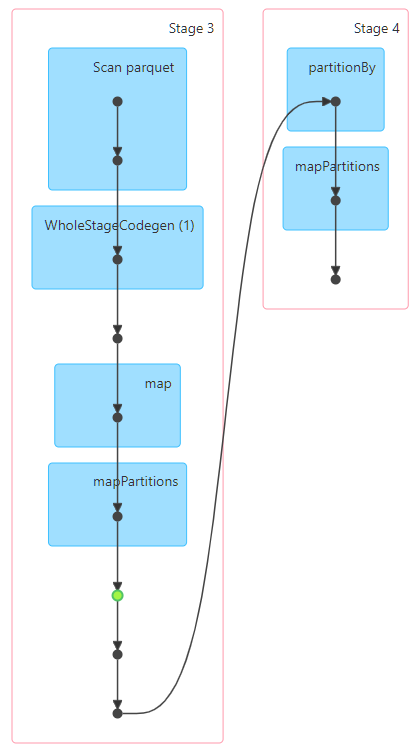 Stage 3
Scan parquet
WholeStageCodegen (1)
map
mapPartitions
Stage 4
partitionBy
mapPartitions